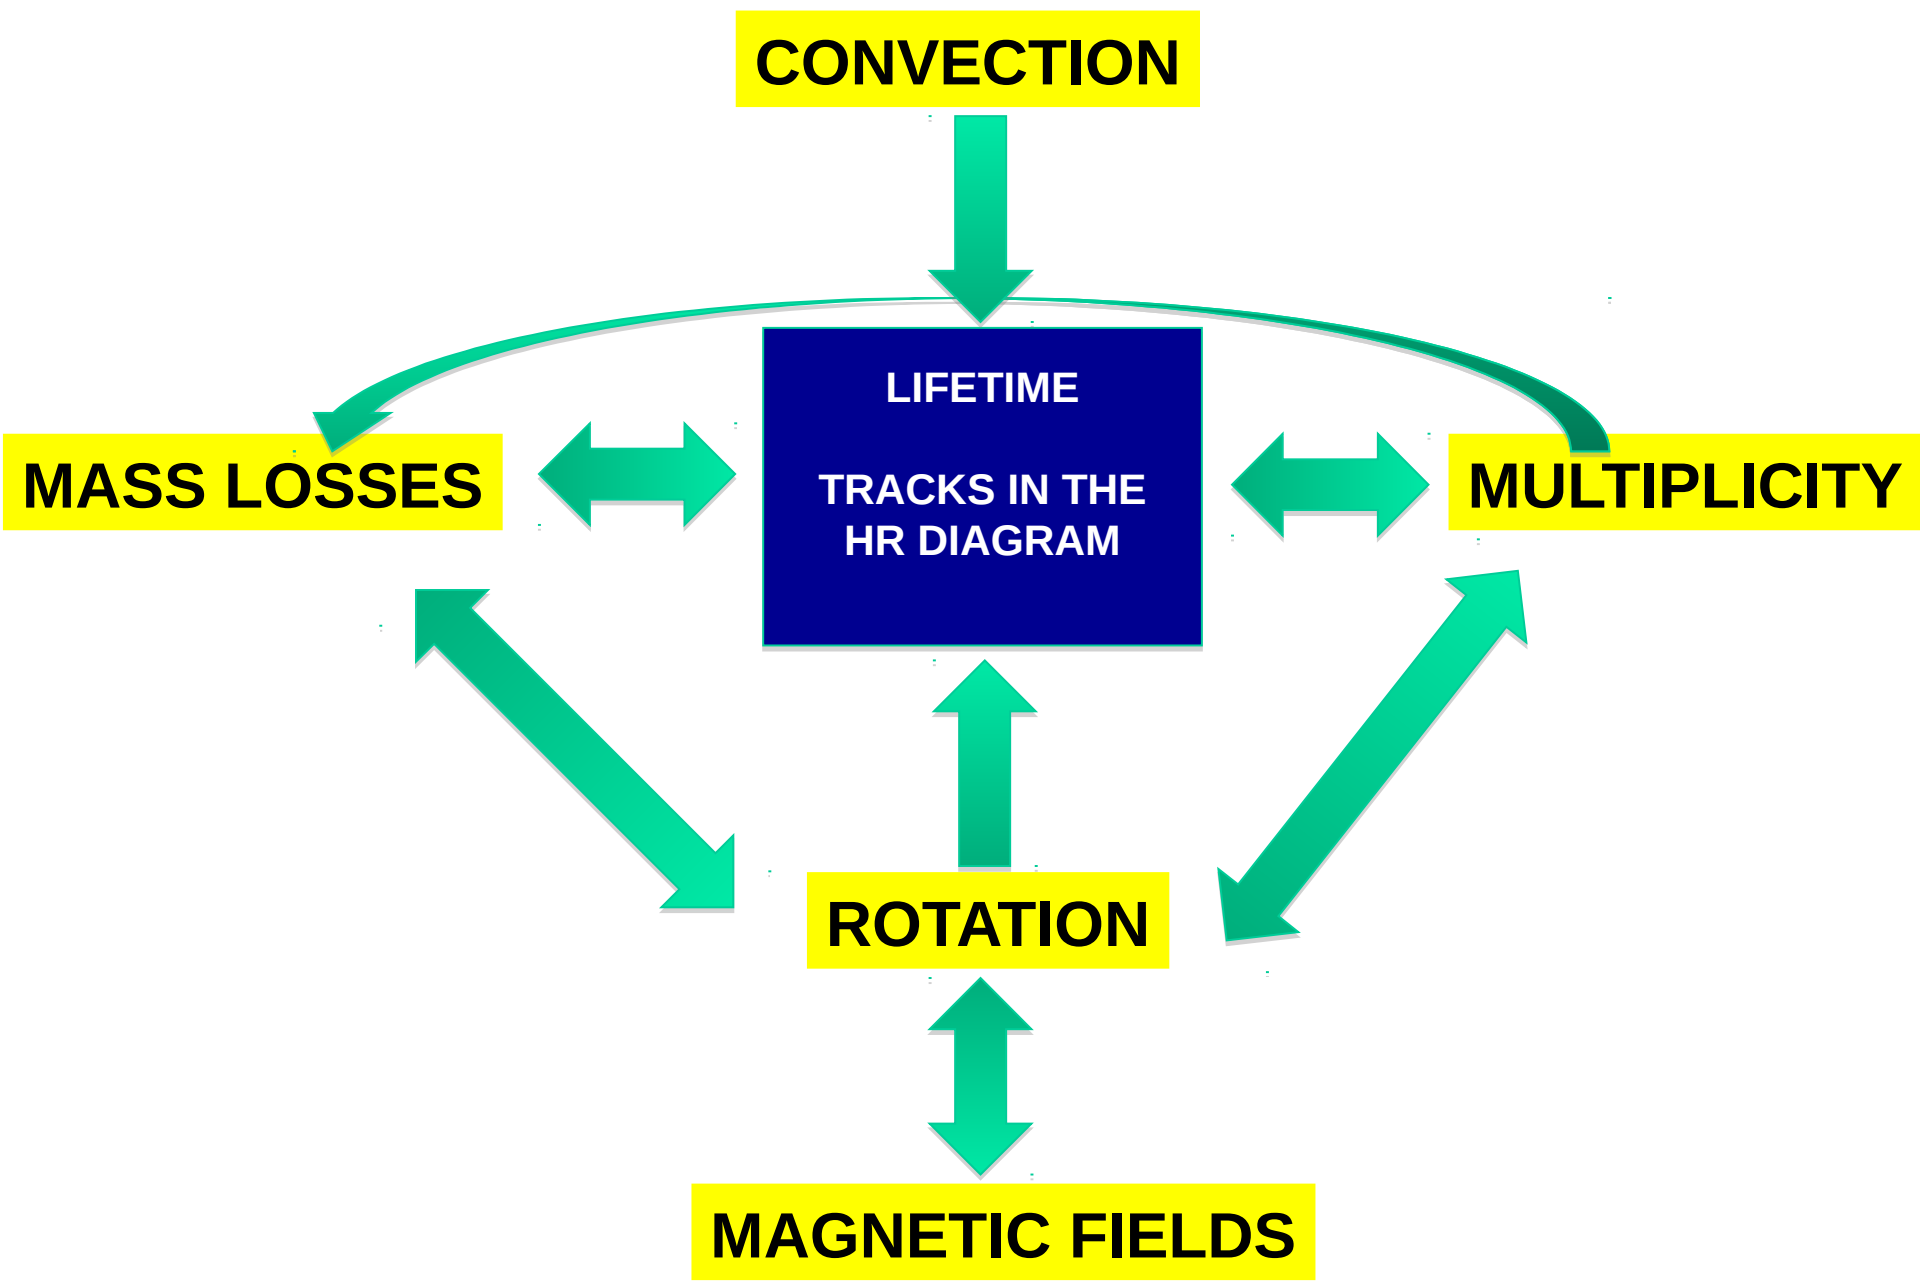 CONVECTION
LIFETIME
TRACKS IN THE
HR DIAGRAM
MASS LOSSES
MULTIPLICITY
ROTATION
MAGNETIC FIELDS